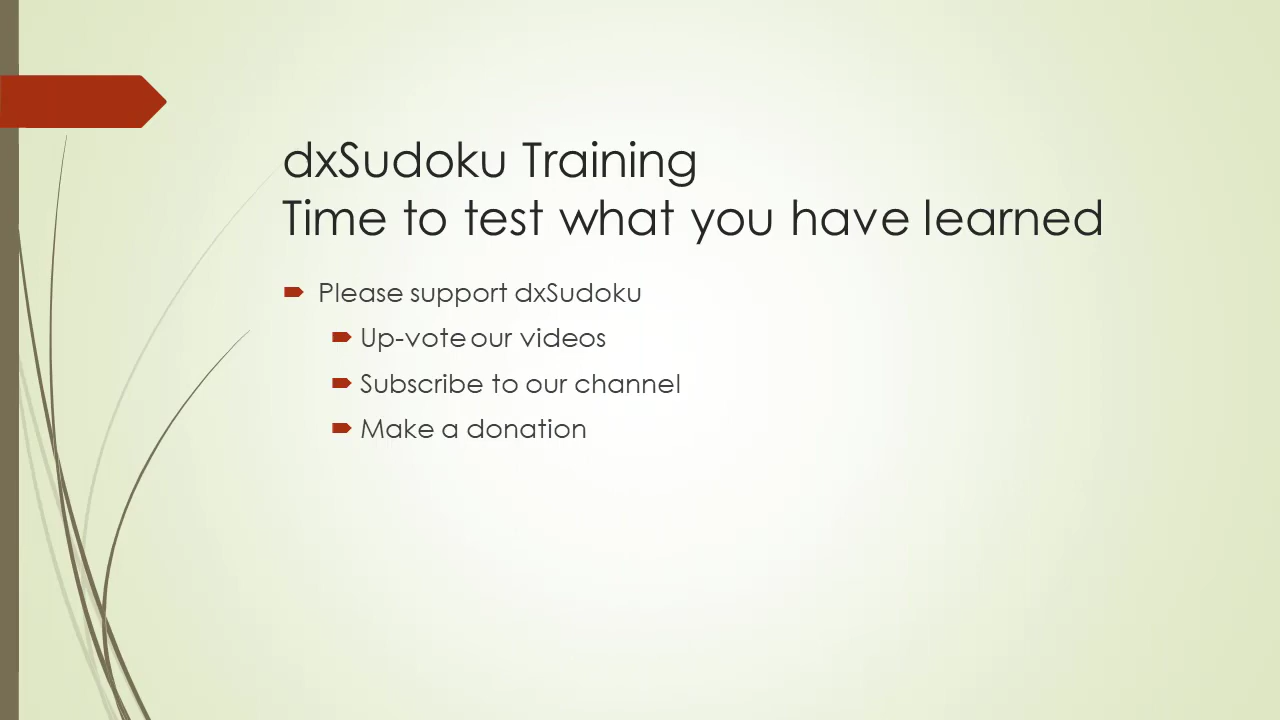 dxSudoku Training
Time to test what you have learned
Please support dxSudoku
Up-vote our videos
Subscribe to our channel
Make a donation